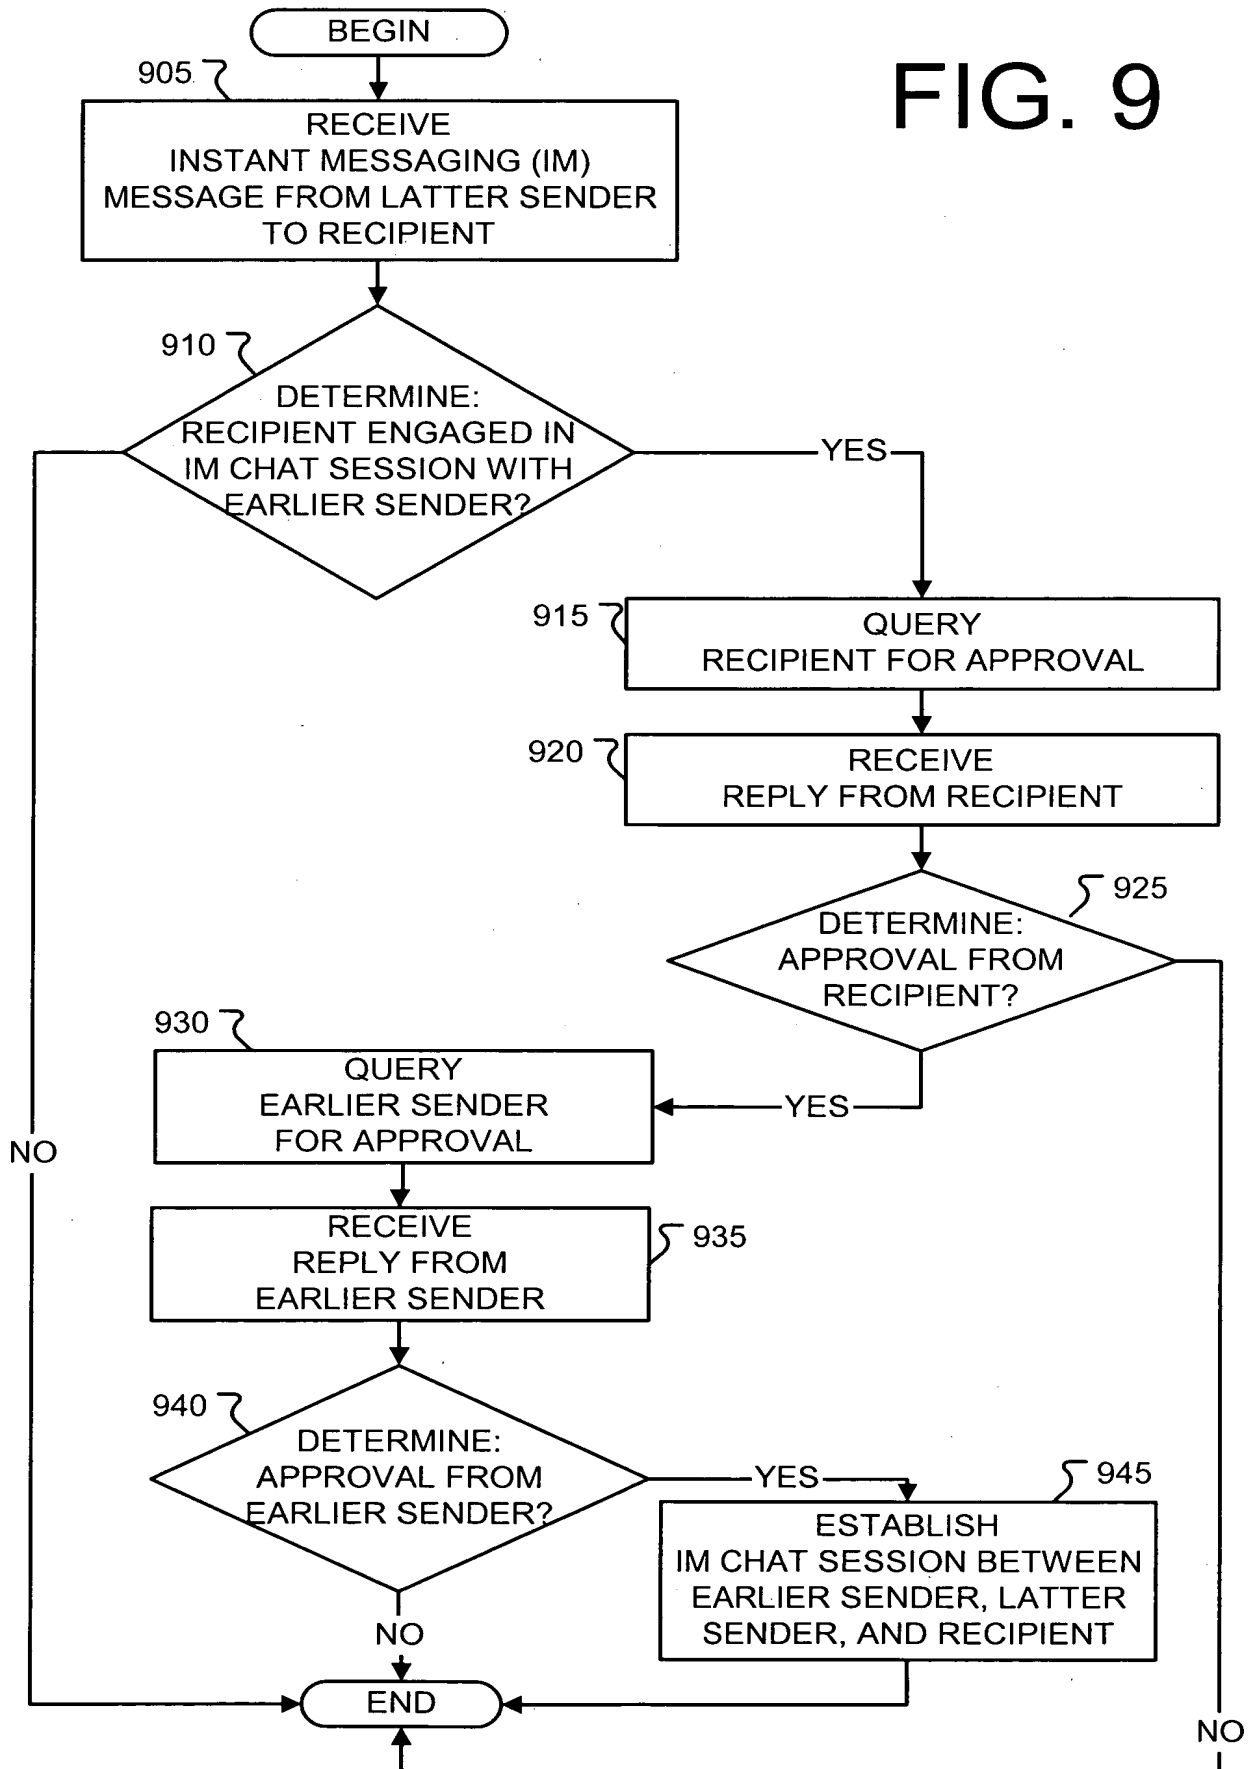 BEGIN
FIG. 9
905
RECEIVE
INSTANT MESSAGING (IM)
MESSAGE FROM LATTER SENDER
TO RECIPIENT
910
DETERMINE:
RECIPIENT ENGAGED IN
IM CHAT SESSION WITH
EARLIER SENDER?
YES
915
QUERY
RECIPIENT FOR APPROVAL
920
RECEIVE
REPLY FROM RECIPIENT
925
DETERMINE:
APPROVAL FROM
RECIPIENT?
930
QUERY
EARLIER SENDER
FOR APPROVAL
YES
NO
RECEIVE
REPLY FROM
EARLIER SENDER
935
940
DETERMINE:
APPROVAL FROM
EARLIER SENDER?
YES
945
ESTABLISH
IM CHAT SESSION BETWEEN
EARLIER SENDER, LATTER
SENDER, AND RECIPIENT
NO
END
NO